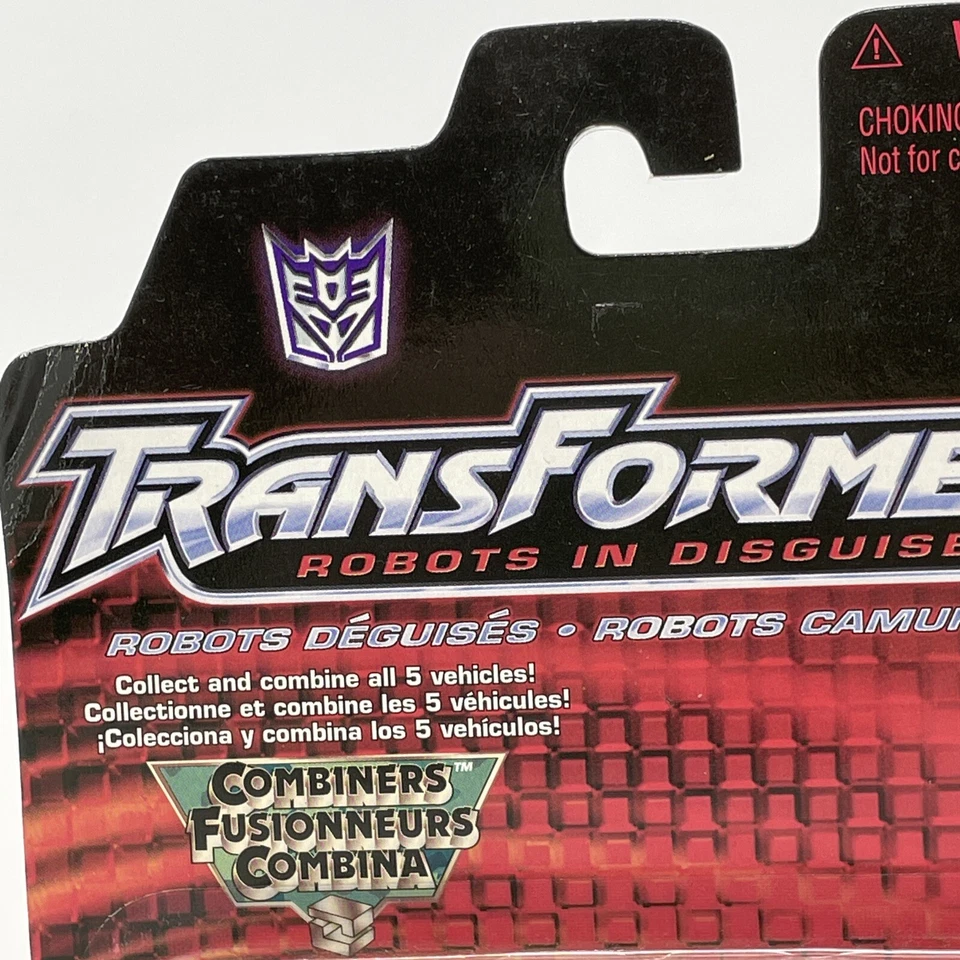 CHOKING
Not for c
TRANSFORME
ROBOTS IN DISGUISE
ROBOTS DÉGUISÉS • ROBOTS CAMU
Collect and combine all 5 vehicles!
Collectionne et combine les 5 véhicules!
¡Colecciona y combina los 5 vehículos!
COMBINERS™
FUSIONNEURS
COMBINA